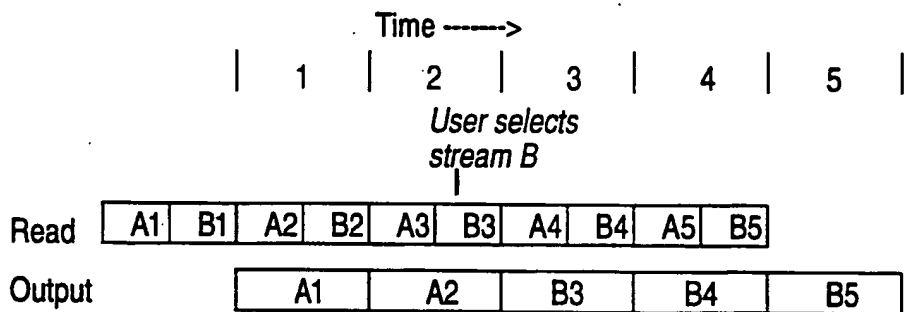 Time ------->
| 1 | 2 | 3 | 4 | 5 |
User selects
stream B
Read A1 B1 A2 B2 A3 B3 A4 B4 A5 B5
Output A1 A2 B3 B4 B5